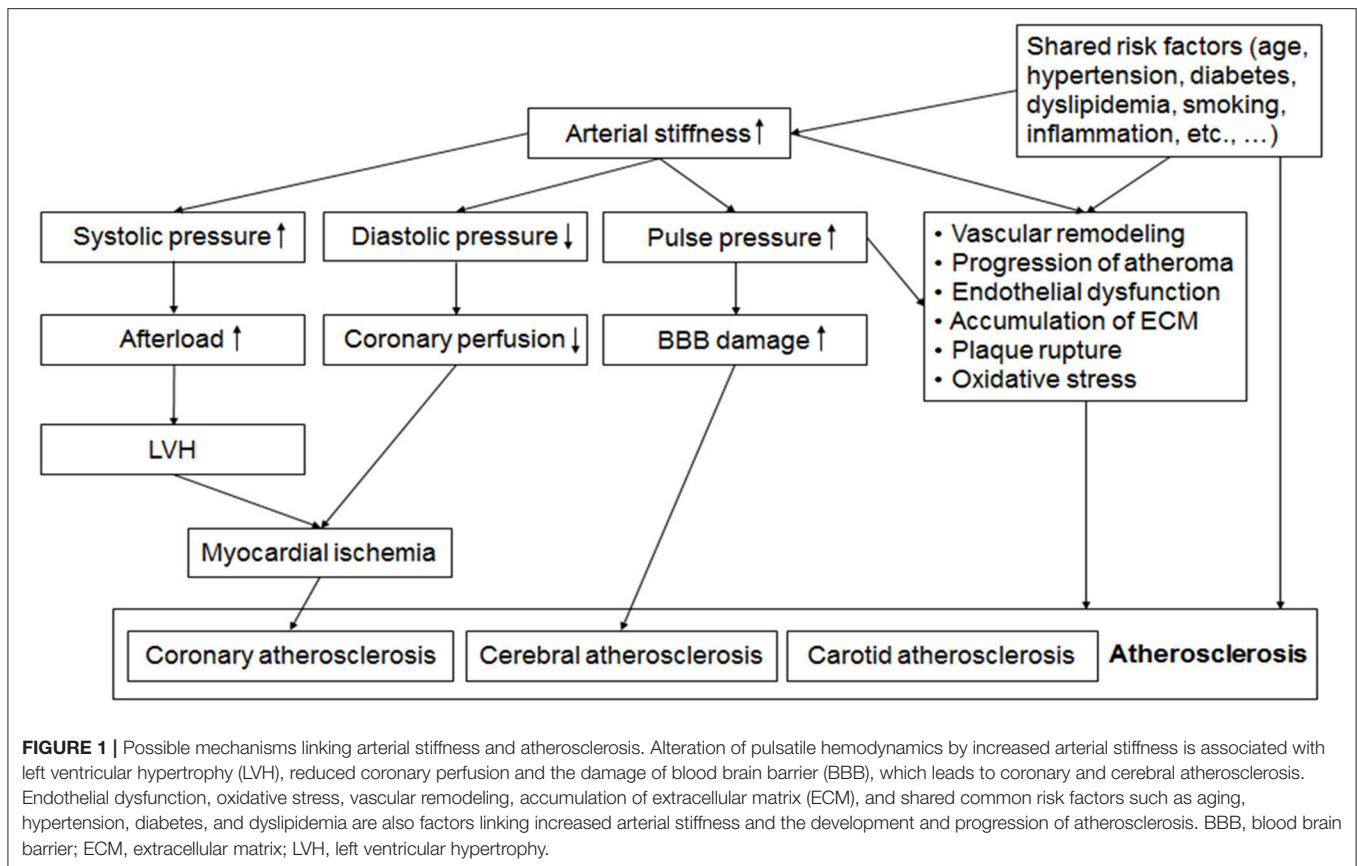 Shared risk factors (age,
hypertension, diabetes,
dyslipidemia, smoking,
inflammation, etc., …)
Arterial stiffness ↑
Systolic pressure ↑
Diastolic pressure ↓
Pulse pressure ↑
• Vascular remodeling
• Progression of atheroma
• Endothelial dysfunction
• Accumulation of ECM
• Plaque rupture
• Oxidative stress
Afterload ↑
Coronary perfusion ↓
BBB damage ↑
LVH
Myocardial ischemia
Coronary atherosclerosis
Cerebral atherosclerosis
Carotid atherosclerosis
Atherosclerosis
FIGURE 1 | Possible mechanisms linking arterial stiffness and atherosclerosis. Alteration of pulsatile hemodynamics by increased arterial stiffness is associated with
left ventricular hypertrophy (LVH), reduced coronary perfusion and the damage of blood brain barrier (BBB), which leads to coronary and cerebral atherosclerosis.
Endothelial dysfunction, oxidative stress, vascular remodeling, accumulation of extracellular matrix (ECM), and shared common risk factors such as aging,
hypertension, diabetes, and dyslipidemia are also factors linking increased arterial stiffness and the development and progression of atherosclerosis. BBB, blood brain
barrier; ECM, extracellular matrix; LVH, left ventricular hypertrophy.